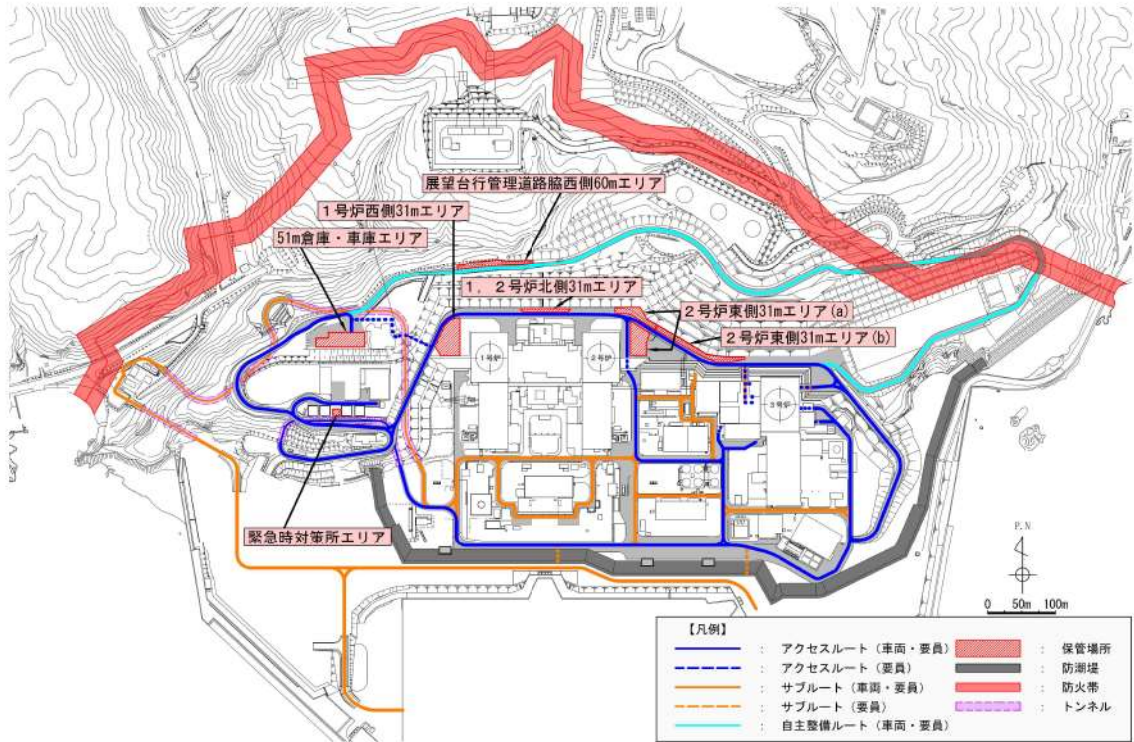 展望台行管理道路脇西側60mエリア
1号炉西側31mエリア
51m倉庫・車庫エリア
1．2号炉北側31mエリア
2号炉東側31mエリア(a)
2号炉東側31mエリア(b)
1号炉
2号炉
3号炉
緊急時対策所エリア
P.N
0 50m 100m
【凡例】
： アクセスルート（車両・要員）
： アクセスルート（要員）
： サブルート（車両・要員）
： サブルート（要員）
： 自主整備ルート（車両・要員）
： 保管場所
： 防潮堤
： 防火帯
： トンネル